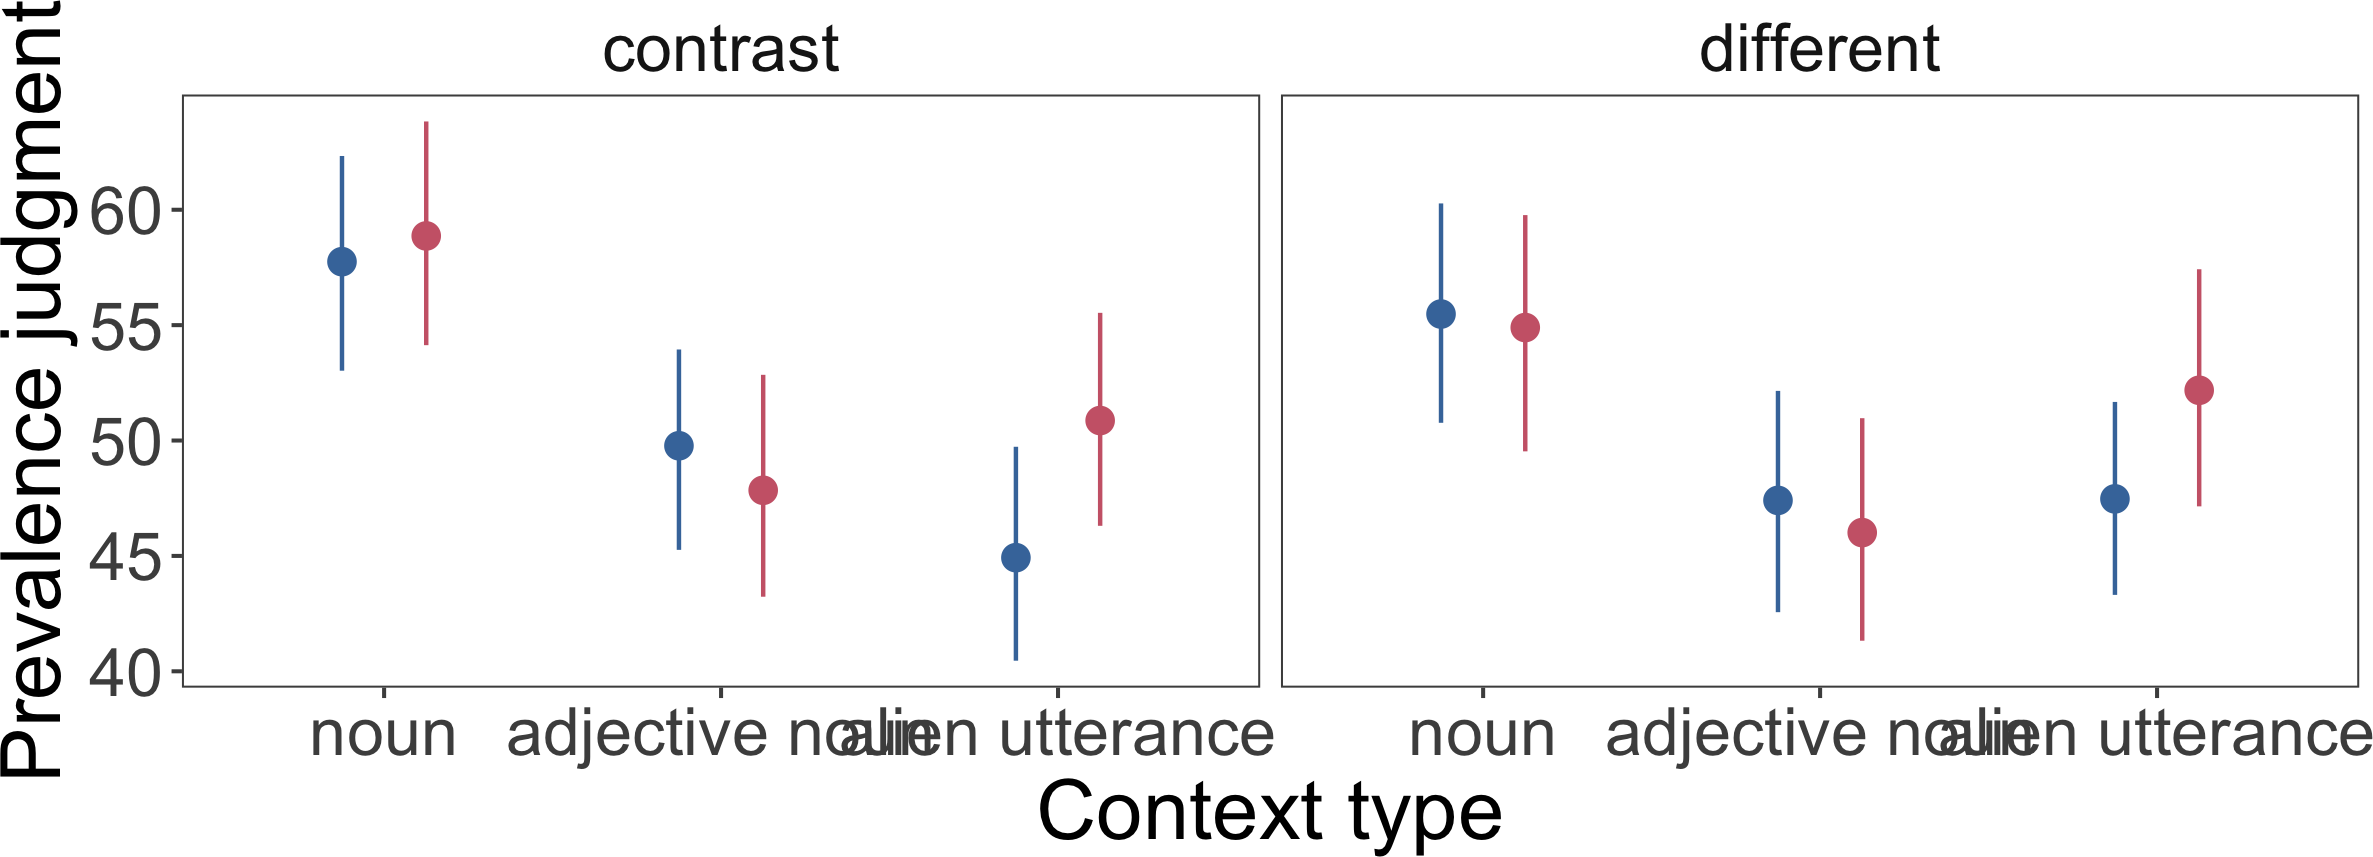 contrast
different
Prevalence judgment
60
55
50
45
40
noun
adjective noun
alien utterance
noun
adjective noun
alien utterance
Context type